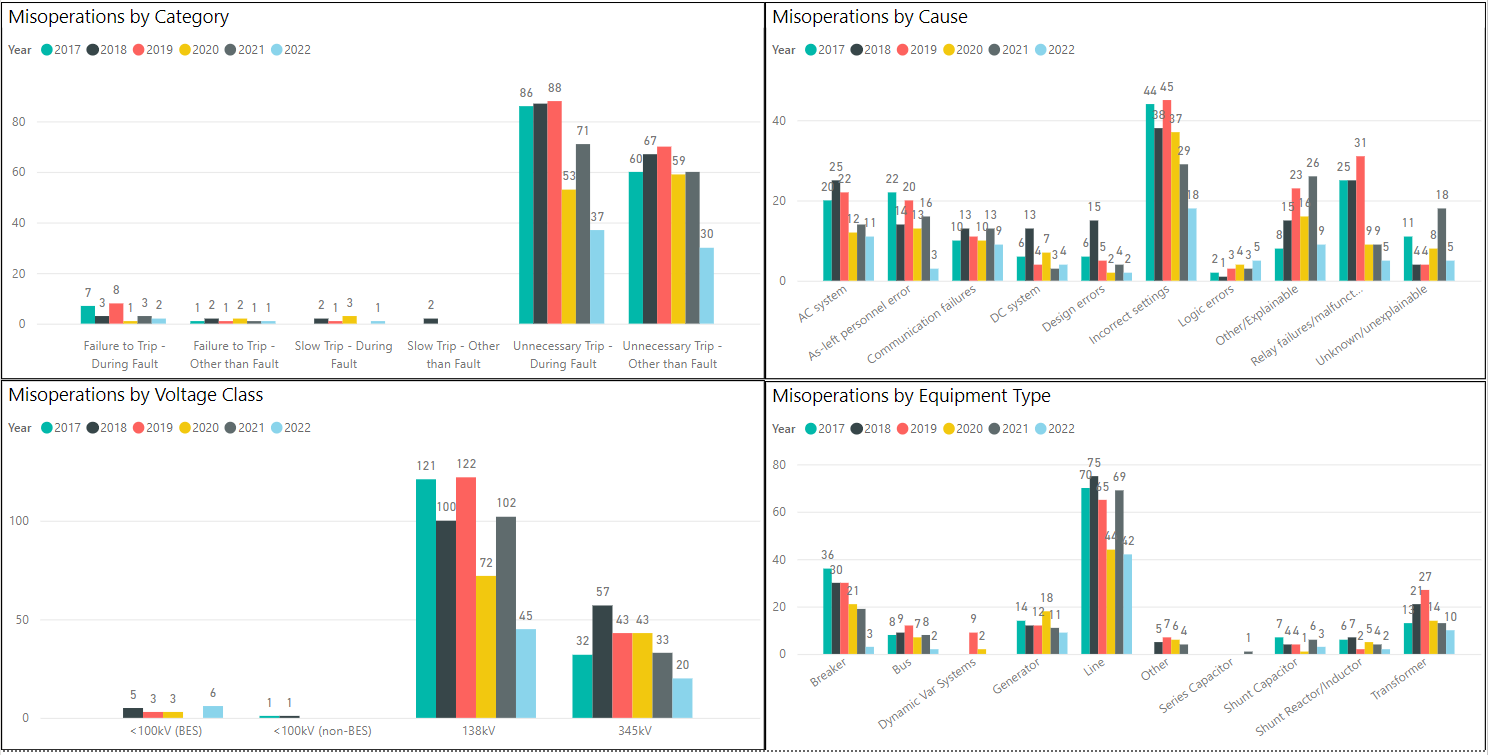 Misoperations by Category
Year 2017 2018 2019 2020 2021 2022
80
60
40
20
0
7 3 8 1 3 2
1 2 1 2 1 1
2 1 3 1
2
86 88 53 71 37
60 67 59 30
Failure to Trip -
During Fault
Failure to Trip -
Other than Fault
Slow Trip - During
Fault
Slow Trip - Other
than Fault
Unnecessary Trip -
During Fault
Unnecessary Trip -
Other than Fault
Misoperations by Cause
Year 2017 2018 2019 2020 2021 2022
40
20
0
20 25 22 12 14 11
22 14 20 13 16 3
10 13 10 13 9
6 13 4 7 3 4
6 15 5 2 4 2
44 38 45 37 29 18
2 1 3 4 3 5
8 15 23 16 26 9
25 31 9 9 5
11 4 4 8 18 5
AC system
As-left personnel error
Communication failures
DC system
Design errors
Incorrect settings
Logic errors
Other/Explainable
Relay failures/malfunct...
Unknown/unexplainable
Misoperations by Voltage Class
Year 2017 2018 2019 2020 2021 2022
100
50
0
5 3 3 6
1 1
121 100 122 72 102 45
32 57 43 43 33 20
<100kV (BES)
<100kV (non-BES)
138kV
345kV
Misoperations by Equipment Type
Year 2017 2018 2019 2020 2021 2022
80
60
40
20
0
36 30 21 3
8 9 7 8 2
9 2
14 12 18 11
70 75 65 44 69 42
5 7 6 4
1
7 4 4 1 6 3
6 7 2 5 4 2
13 21 27 14 10
Breaker
Bus
Dynamic Var Systems
Generator
Line
Other
Series Capacitor
Shunt Capacitor
Shunt Reactor/Inductor
Transformer